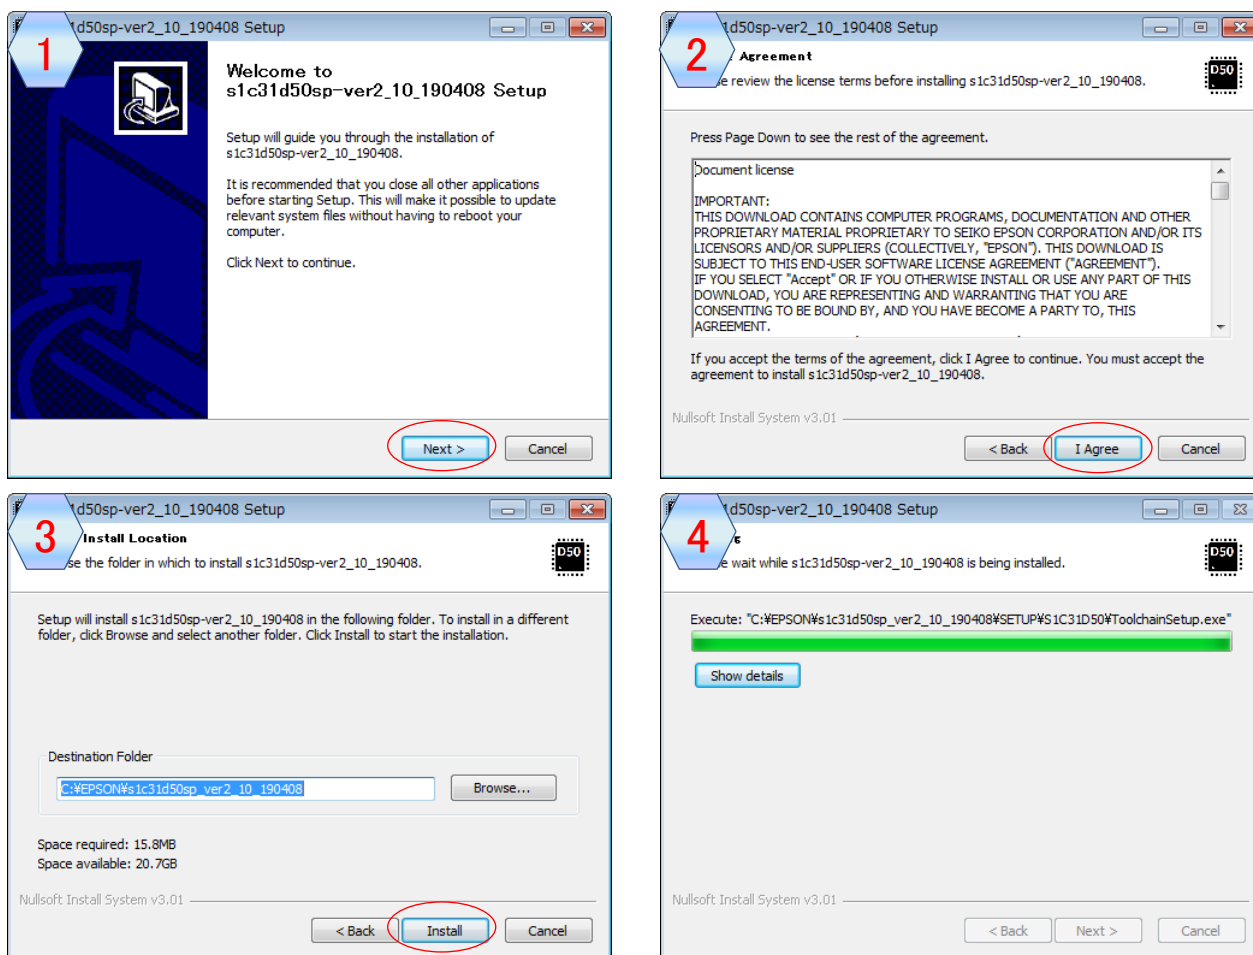 1
d50sp-ver2_10_190408 Setup
Welcome to
s1c31d50sp-ver2_10_190408 Setup
Setup will guide you through the installation of
s1c31d50sp-ver2_10_190408.
It is recommended that you close all other applications
before starting Setup. This will make it possible to update
relevant system files without having to reboot your
computer.
Click Next to continue.
Next >
Cancel
2
d50sp-ver2_10_190408 Setup
Agreement
e review the license terms before installing s1c31d50sp-ver2_10_190408.
D50
Press Page Down to see the rest of the agreement.
Document license
IMPORTANT:
THIS DOWNLOAD CONTAINS COMPUTER PROGRAMS, DOCUMENTATION AND OTHER
PROPRIETARY MATERIAL PROPRIETARY TO SEIKO EPSON CORPORATION AND/OR ITS
LICENSORS AND/OR SUPPLIERS (COLLECTIVELY, "EPSON"). THIS DOWNLOAD IS
SUBJECT TO THIS END-USER SOFTWARE LICENSE AGREEMENT ("AGREEMENT").
IF YOU SELECT "Accept" OR IF YOU OTHERWISE INSTALL OR USE ANY PART OF THIS
DOWNLOAD, YOU ARE REPRESENTING AND WARRANTING THAT YOU ARE
CONSENTING TO BE BOUND BY, AND YOU HAVE BECOME A PARTY TO, THIS
AGREEMENT.
If you accept the terms of the agreement, click I Agree to continue. You must accept the
agreement to install s1c31d50sp-ver2_10_190408.
Nullsoft Install System v3.01
< Back
I Agree
Cancel
3
d50sp-ver2_10_190408 Setup
Install Location
se the folder in which to install s1c31d50sp-ver2_10_190408.
D50
Setup will install s1c31d50sp-ver2_10_190408 in the following folder. To install in a different
folder, click Browse and select another folder. Click Install to start the installation.
Destination Folder
C:¥EPSON¥s1c31d50sp_ver2_10_190408
Browse...
Space required: 15.8MB
Space available: 20.7GB
Nullsoft Install System v3.01
< Back
Install
Cancel
4
d50sp-ver2_10_190408 Setup
e wait while s1c31d50sp-ver2_10_190408 is being installed.
D50
Execute: "C:¥EPSON¥s1c31d50sp_ver2_10_190408¥SETUP¥S1C31D50¥ToolchainSetup.exe"
Show details
Nullsoft Install System v3.01
< Back
Next >
Cancel